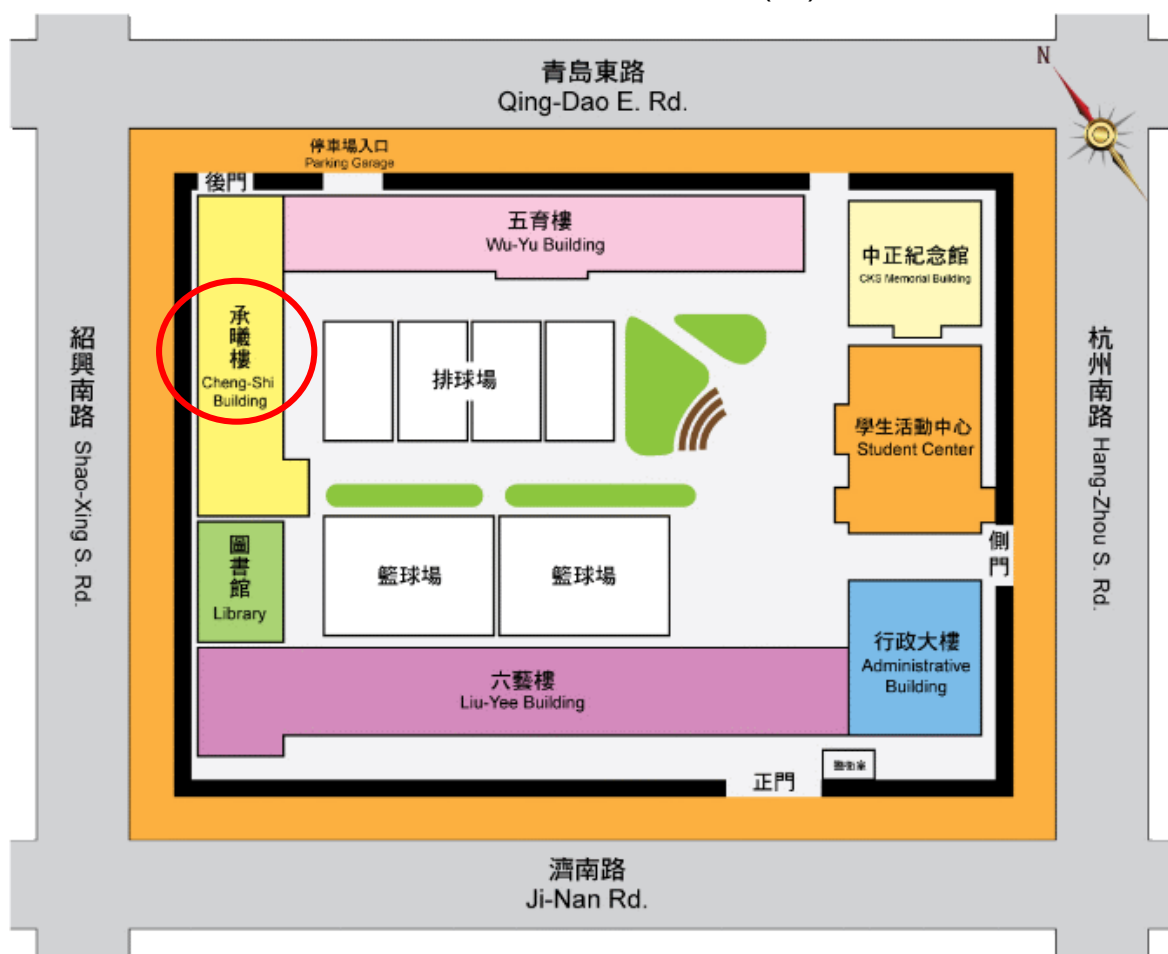 N
青島東路
Qing-Dao E. Rd.
停車場入口
Parking Garage
後門
五育樓
Wu-Yu Building
中正紀念館
CKS Memorial Building
承曦樓
Cheng-Shi
Building
紹興南路 Shao-Xing S. Rd.
排球場
杭州南路 Hang-Zhou S. Rd.
學生活動中心
Student Center
側門
圖書館
Library
籃球場
籃球場
行政大樓
Administrative
Building
六藝樓
Liu-Yee Building
警衛室
正門
濟南路
Ji-Nan Rd.